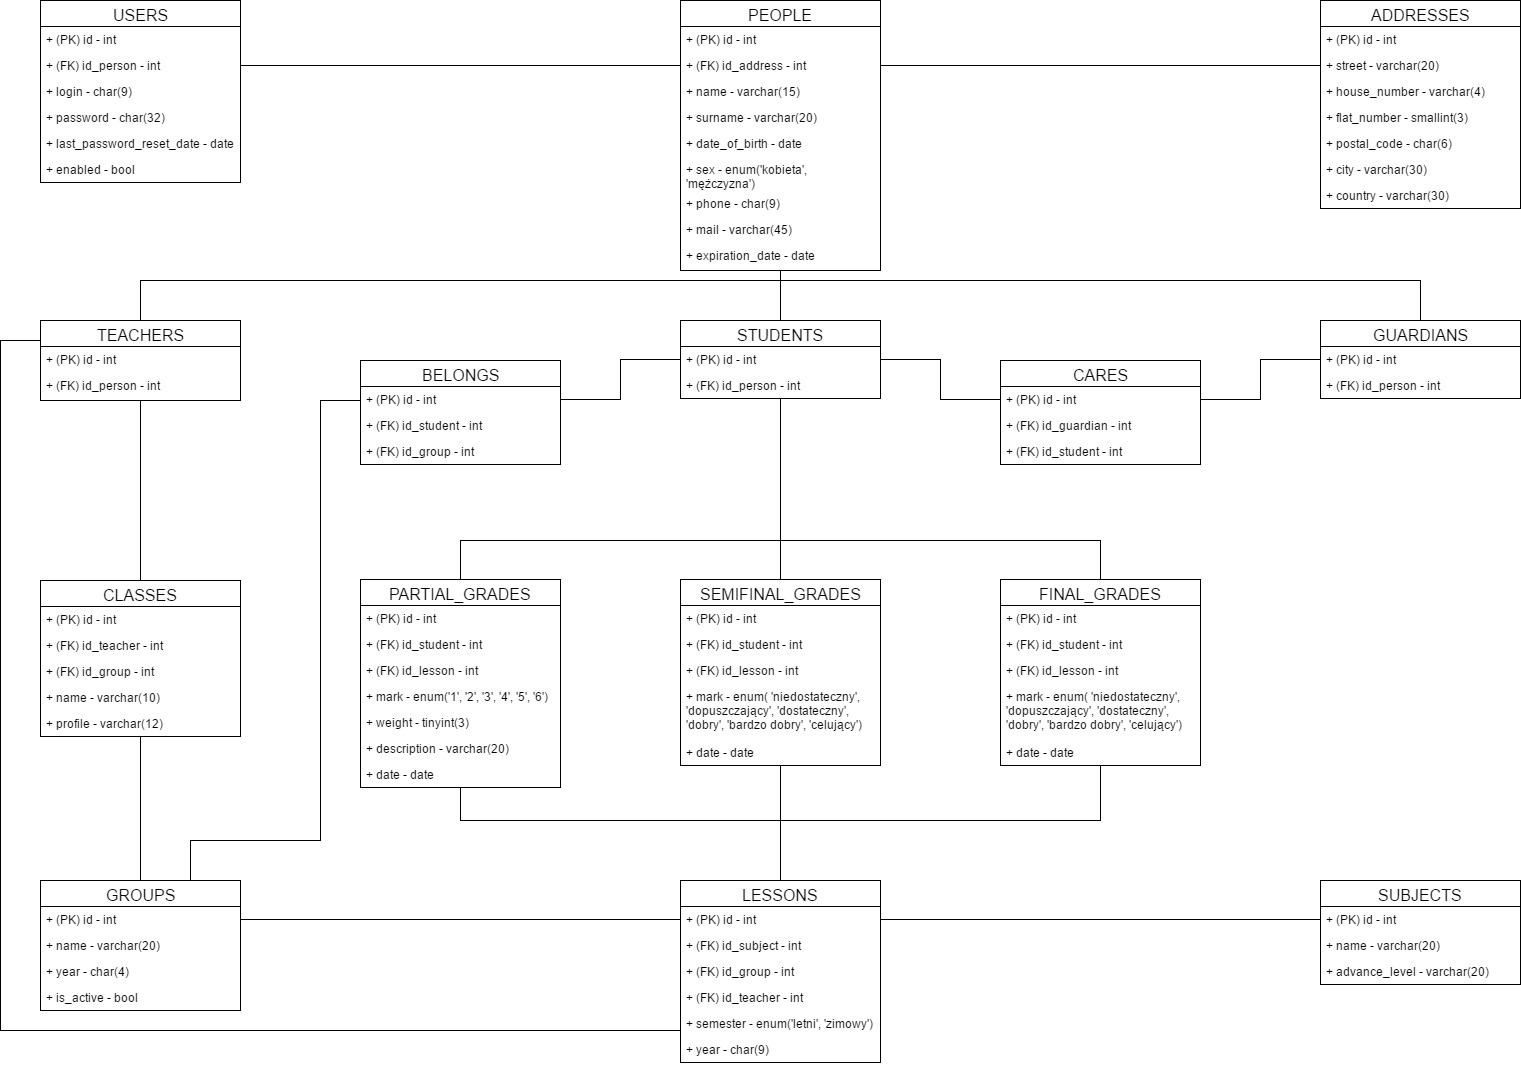 USERS
+ (PK) id - int
+ (FK) id_person - int
+ login - char(9)
+ password - char(32)
+ last_password_reset_date - date
+ enabled - bool
PEOPLE
+ (PK) id - int
+ (FK) id_address - int
+ name - varchar(15)
+ surname - varchar(20)
+ date_of_birth - date
+ sex - enum('kobieta',
'mężczyzna')
+ phone - char(9)
+ mail - varchar(45)
+ expiration_date - date
ADDRESSES
+ (PK) id - int
+ street - varchar(20)
+ house_number - varchar(4)
+ flat_number - smallint(3)
+ postal_code - char(6)
+ city - varchar(30)
+ country - varchar(30)
TEACHERS
+ (PK) id - int
+ (FK) id_person - int
BELONGS
+ (PK) id - int
+ (FK) id_student - int
+ (FK) id_group - int
STUDENTS
+ (PK) id - int
+ (FK) id_person - int
CARES
+ (PK) id - int
+ (FK) id_guardian - int
+ (FK) id_student - int
GUARDIANS
+ (PK) id - int
+ (FK) id_person - int
CLASSES
+ (PK) id - int
+ (FK) id_teacher - int
+ (FK) id_group - int
+ name - varchar(10)
+ profile - varchar(12)
PARTIAL_GRADES
+ (PK) id - int
+ (FK) id_student - int
+ (FK) id_lesson - int
+ mark - enum('1', '2', '3', '4', '5', '6')
+ weight - tinyint(3)
+ description - varchar(20)
+ date - date
SEMIFINAL_GRADES
+ (PK) id - int
+ (FK) id_student - int
+ (FK) id_lesson - int
+ mark - enum( 'niedostateczny',
'dopuszczający', 'dostateczny',
'dobry', 'bardzo dobry', 'celujący')
+ date - date
FINAL_GRADES
+ (PK) id - int
+ (FK) id_student - int
+ (FK) id_lesson - int
+ mark - enum( 'niedostateczny',
'dopuszczający', 'dostateczny',
'dobry', 'bardzo dobry', 'celujący')
+ date - date
GROUPS
+ (PK) id - int
+ name - varchar(20)
+ year - char(4)
+ is_active - bool
LESSONS
+ (PK) id - int
+ (FK) id_subject - int
+ (FK) id_group - int
+ (FK) id_teacher - int
+ semester - enum('letni', 'zimowy')
+ year - char(9)
SUBJECTS
+ (PK) id - int
+ name - varchar(20)
+ advance_level - varchar(20)